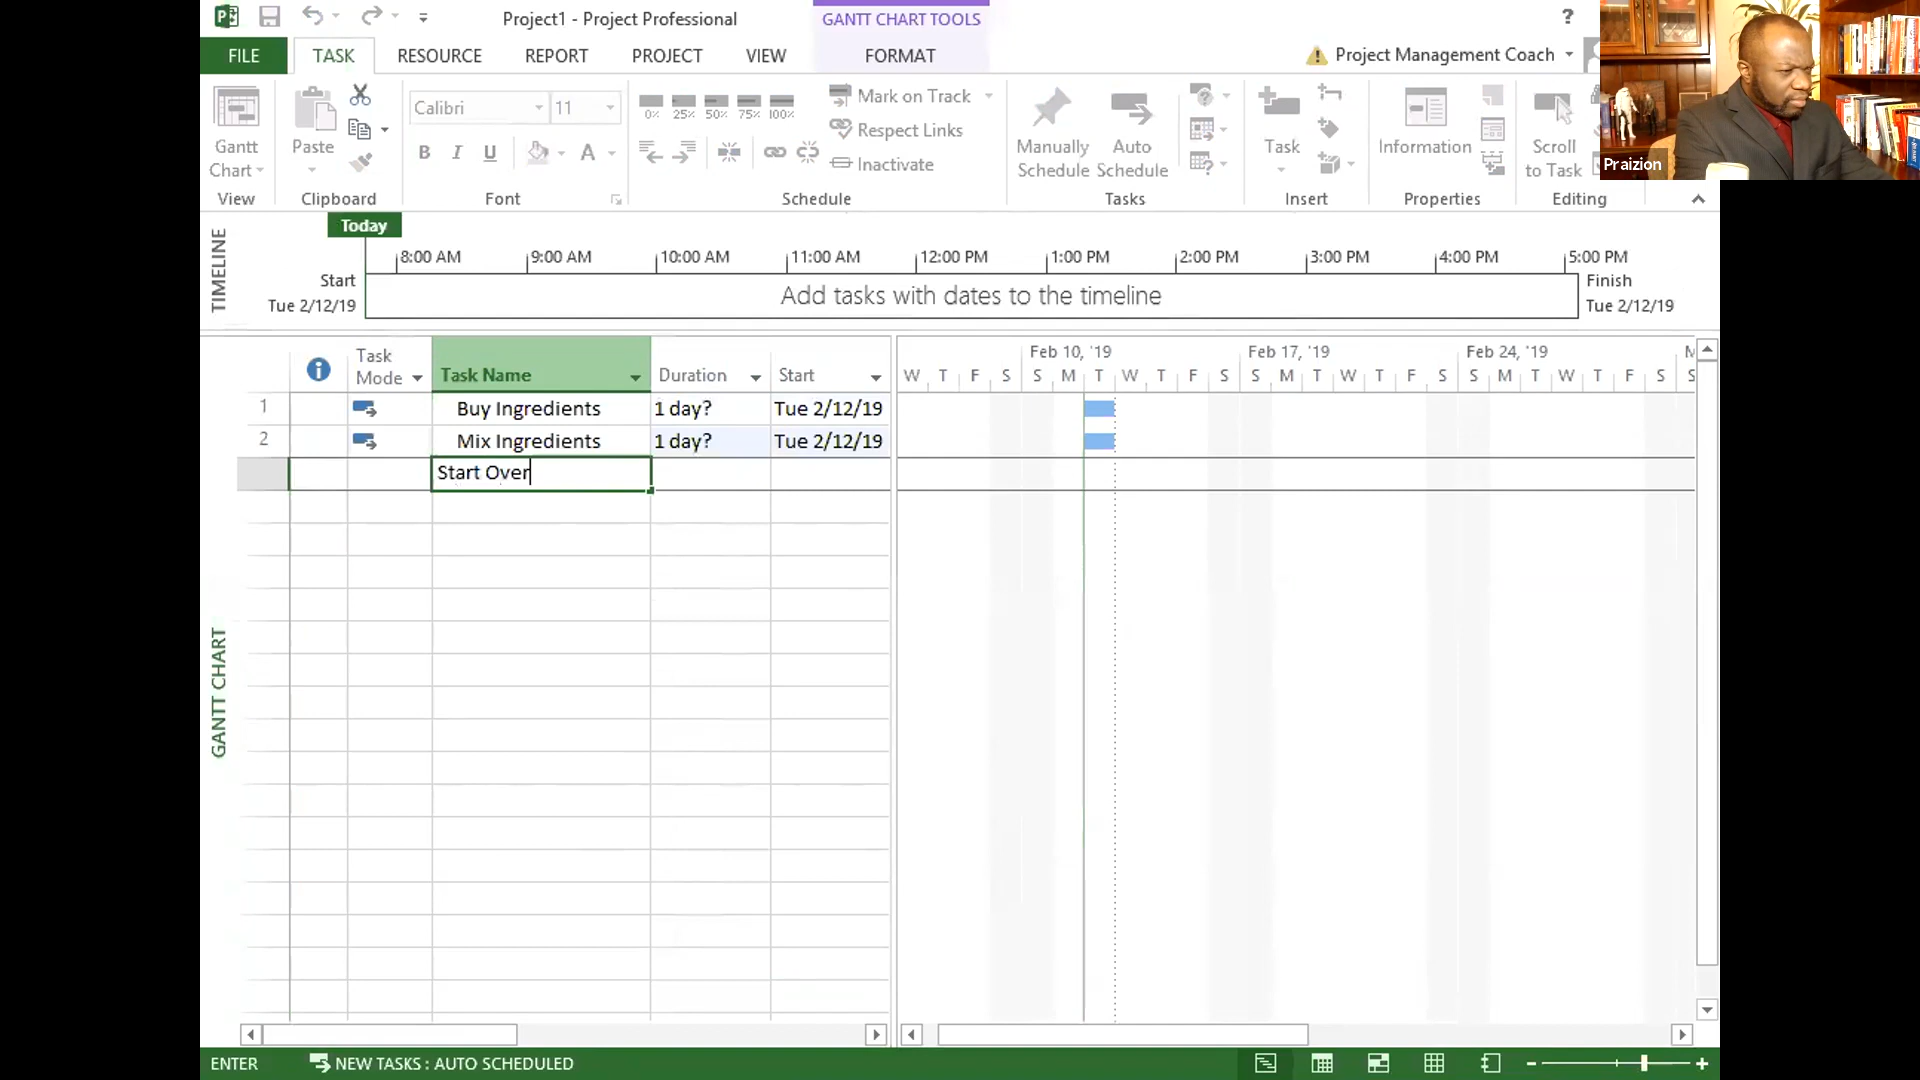 Project1 - Project Professional
GANTT CHART TOOLS
?
FILE
TASK
RESOURCE
REPORT
PROJECT
VIEW
FORMAT
Project Management Coach
Praizion
Gantt
Chart
View
Paste
Clipboard
Calibri
11
B I U A
Font
0% 25% 50% 75% 100%
Mark on Track
Respect Links
Inactivate
Schedule
Manually
Schedule
Auto
Schedule
Tasks
Task
Insert
Information
Properties
Scroll
to Task
Editing
Today
TIMELINE
8:00 AM 9:00 AM 10:00 AM 11:00 AM 12:00 PM 1:00 PM 2:00 PM 3:00 PM 4:00 PM 5:00 PM
Start
Tue 2/12/19
Add tasks with dates to the timeline
Finish
Tue 2/12/19
Task
Mode
Task Name
Duration
Start
Feb 10, '19 Feb 17, '19 Feb 24, '19 M
W T F S S M T W T F S S M T W T F S S M T W T F S S
1 Buy Ingredients 1 day? Tue 2/12/19
2 Mix Ingredients 1 day? Tue 2/12/19
Start Over
GANTT CHART
ENTER
NEW TASKS : AUTO SCHEDULED